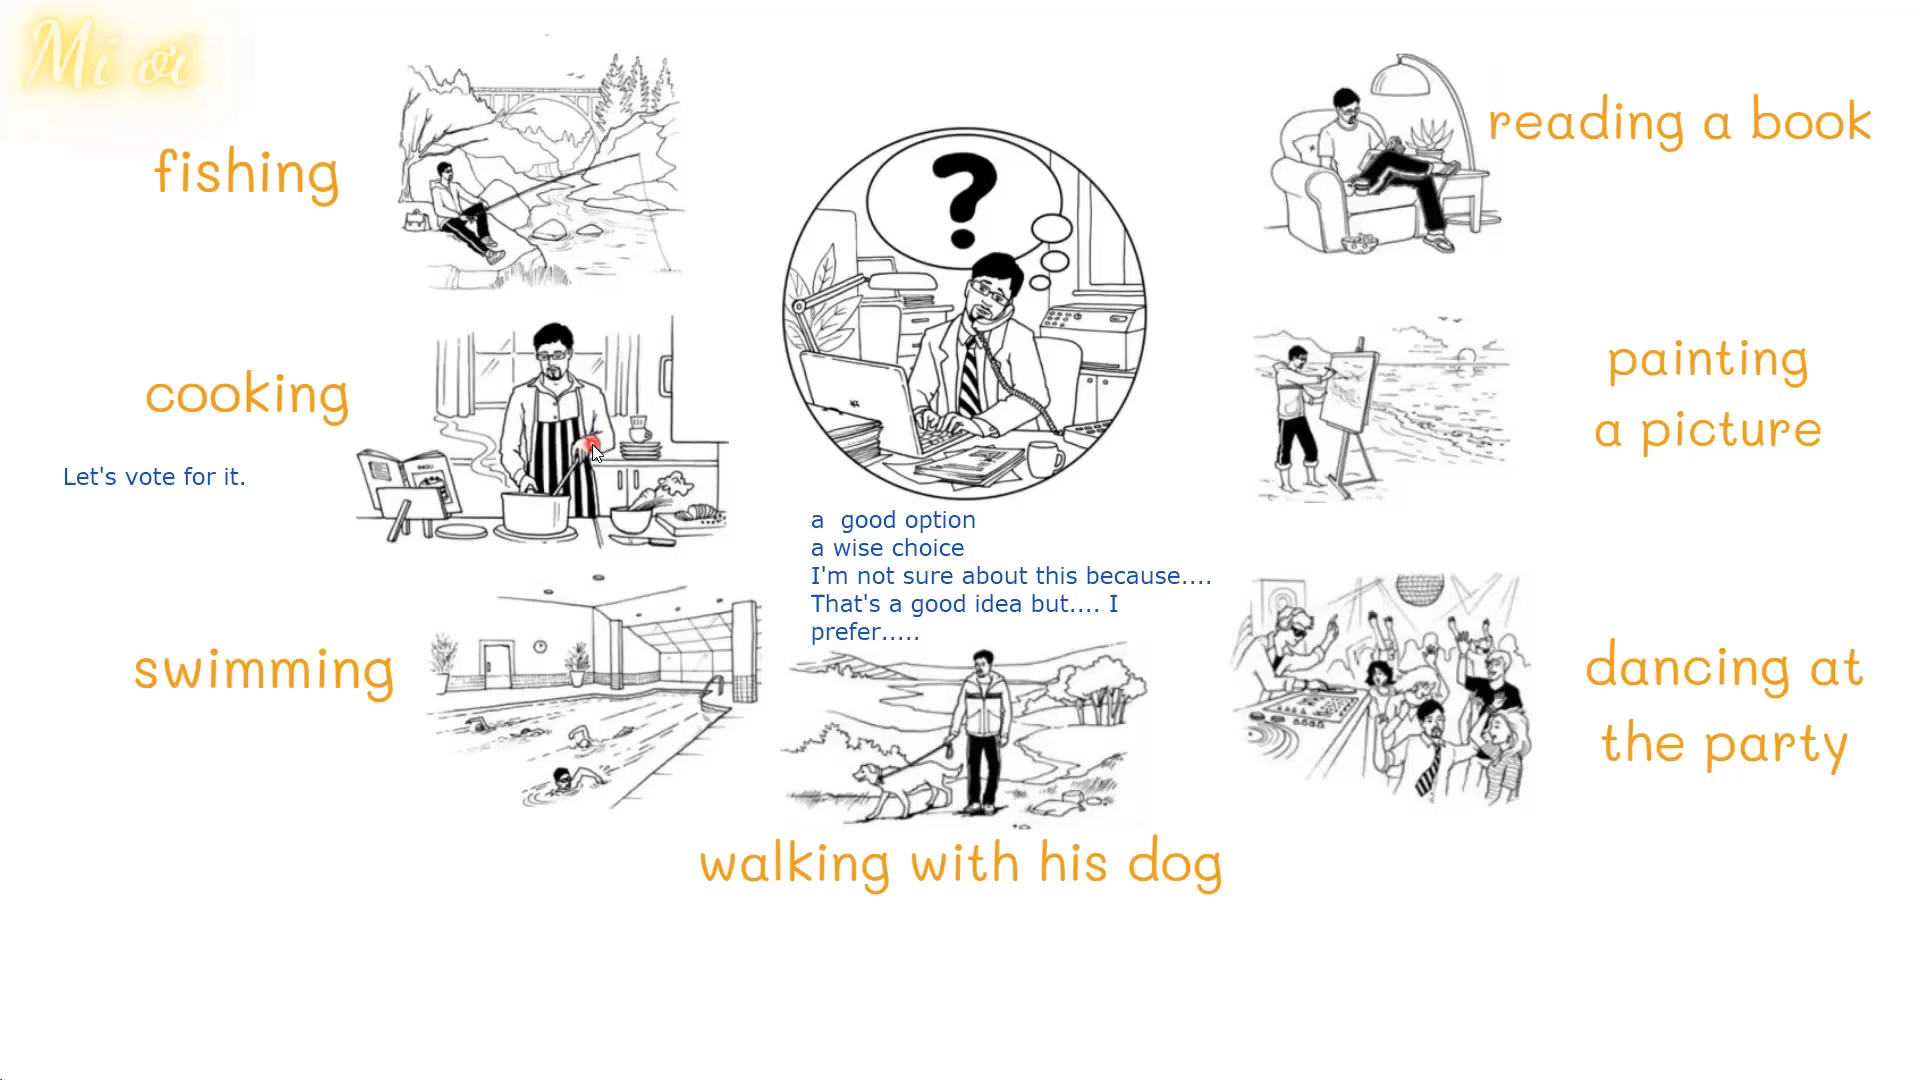 Mi ơi
fishing
reading a book
?
cooking
painting
a picture
Let's vote for it.
a  good option
a wise choice
I'm not sure about this because....
That's a good idea but.... I
prefer.....
swimming
dancing at
the party
walking with his dog